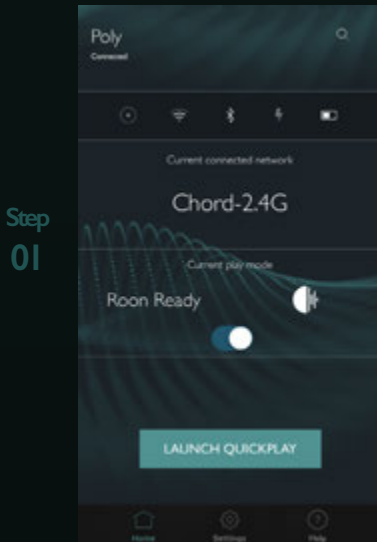 Step
01
Poly
Connected
Current connected network
Chord-2.4G
Current play mode
Roon Ready
LAUNCH QUICKPLAY
Home
Settings
Help